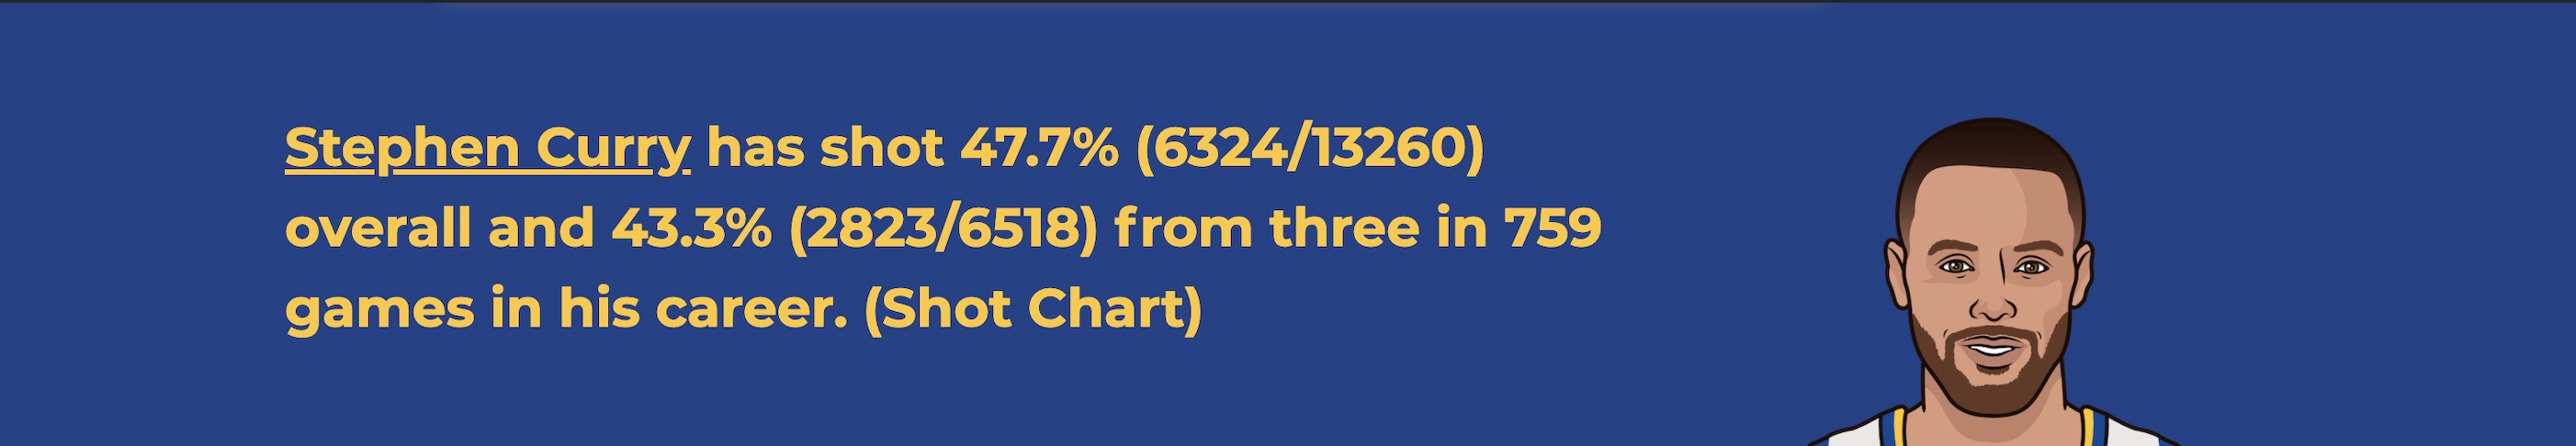 Stephen Curry has shot 47.7% (6324/13260)
overall and 43.3% (2823/6518) from three in 759
games in his career. (Shot Chart)